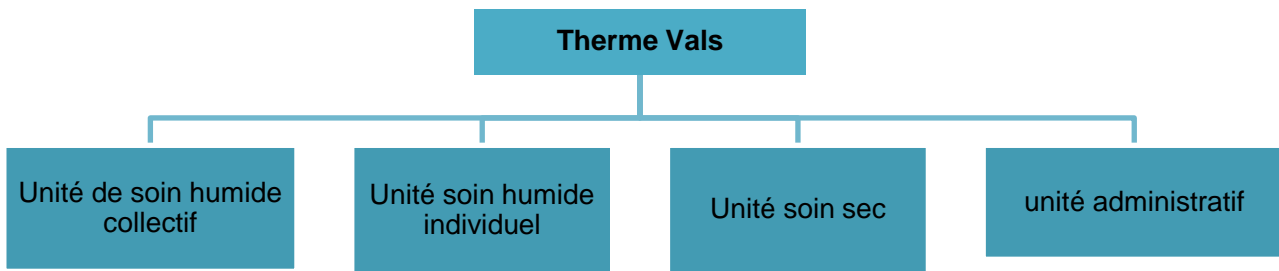 Therme Vals
Unité de soin humide
collectif
Unité soin humide
individuel
Unité soin sec
unité administratif